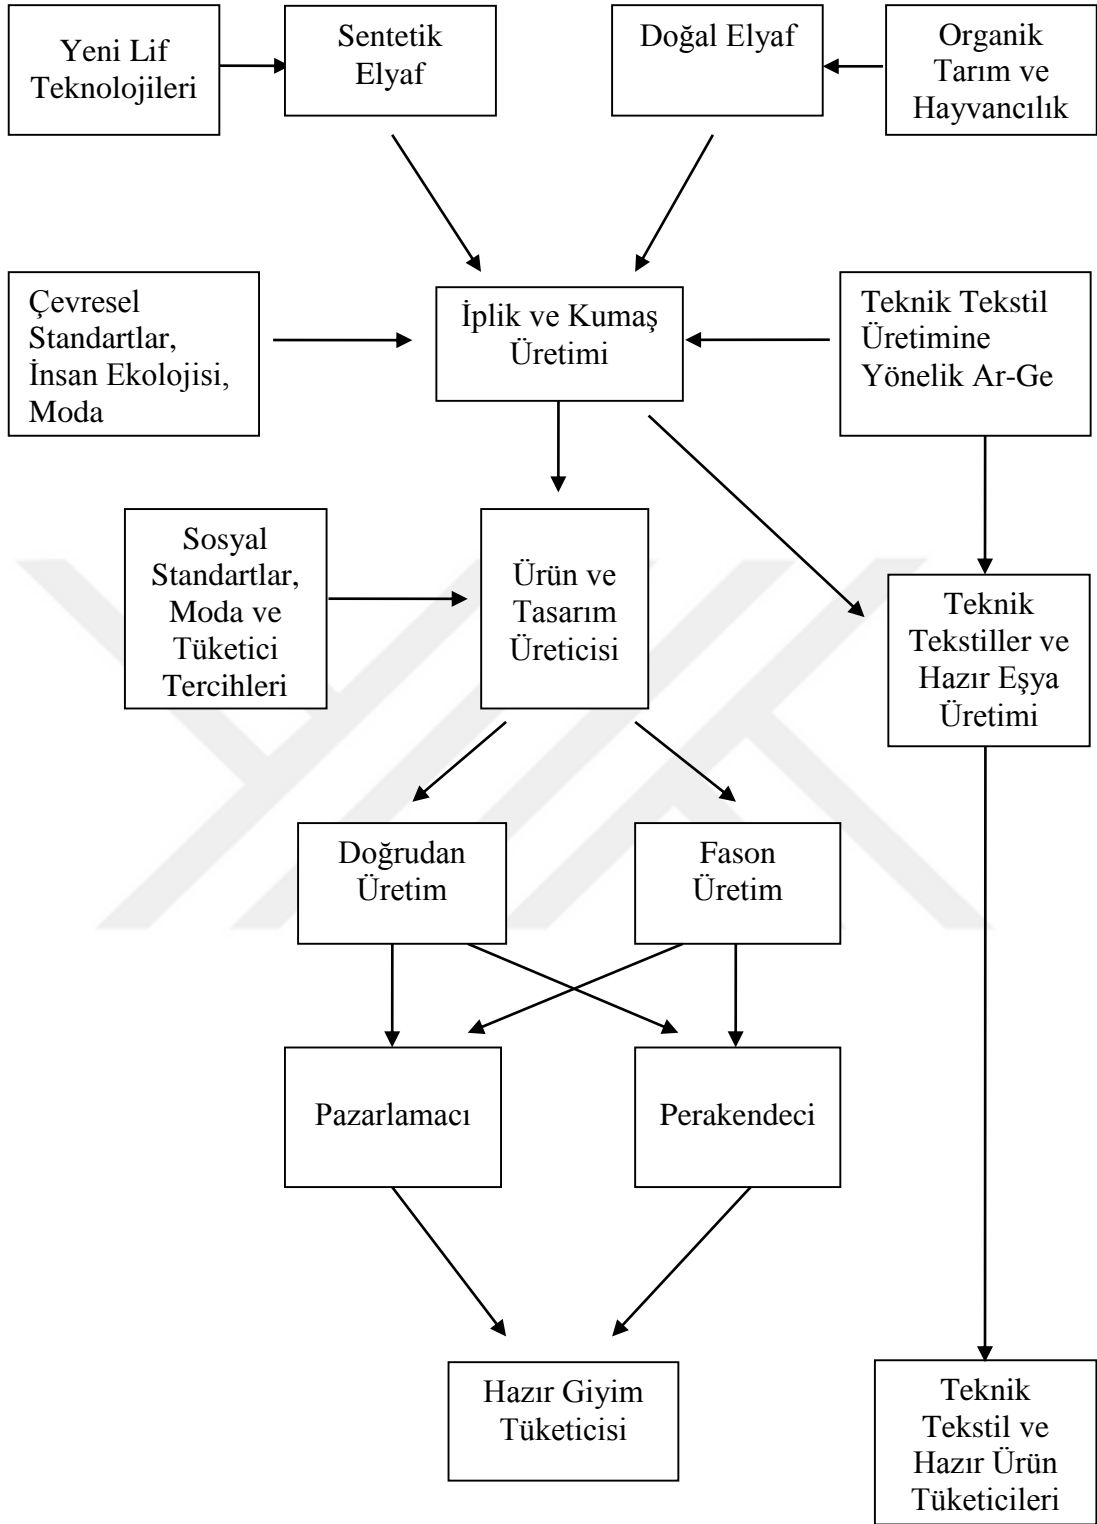 Yeni Lif
Teknolojileri
Sentetik
Elyaf
Doğal Elyaf
Organik
Tarım ve
Hayvancılık
Çevresel
Standartlar,
İnsan Ekolojisi,
Moda
İplik ve Kumaş
Üretimi
Teknik Tekstil
Üretimine
Yönelik Ar-Ge
Sosyal
Standartlar,
Moda ve
Tüketici
Tercihleri
Ürün ve
Tasarım
Üreticisi
Teknik
Tekstiller ve
Hazır Eşya
Üretimi
Doğrudan
Üretim
Fason
Üretim
Pazarlamacı
Perakendeci
Hazır Giyim
Tüketicisi
Teknik
Tekstil ve
Hazır Ürün
Tüketicileri